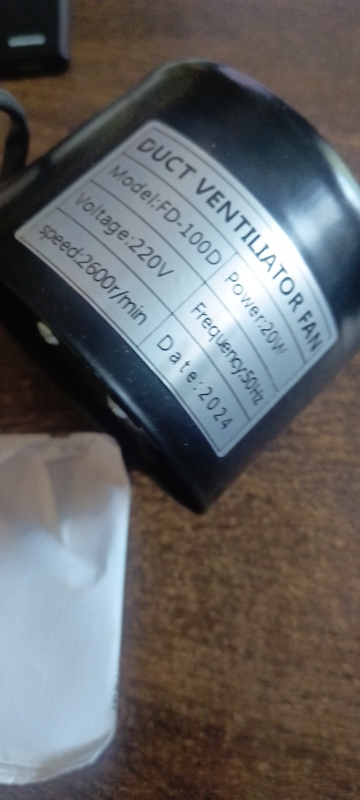 DUCT VENTILIATOR FAN
Model:FD-100D Power:20W
Voltage:220V Frequency:50Hz
speed:2600r/min Date:2024